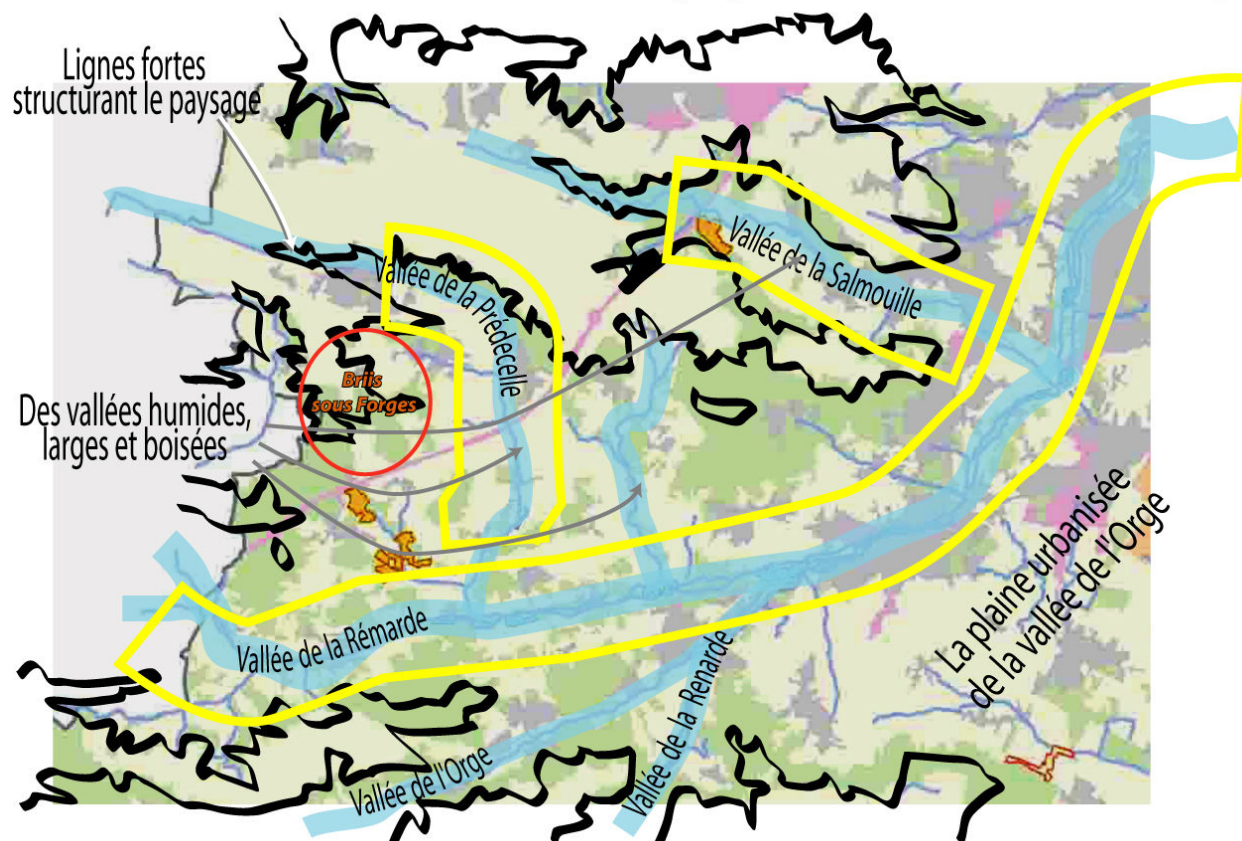 Lignes fortes
structurant le paysage
Vallée de la Prédecelle
Vallée de la Salmouille
Briis
sous Forges
Des vallées humides,
larges et boisées
Vallée de la Rémarde
Vallée de l'Orge
Vallée de la Renarde
La plaine urbanisée
de la vallée de l'Orge